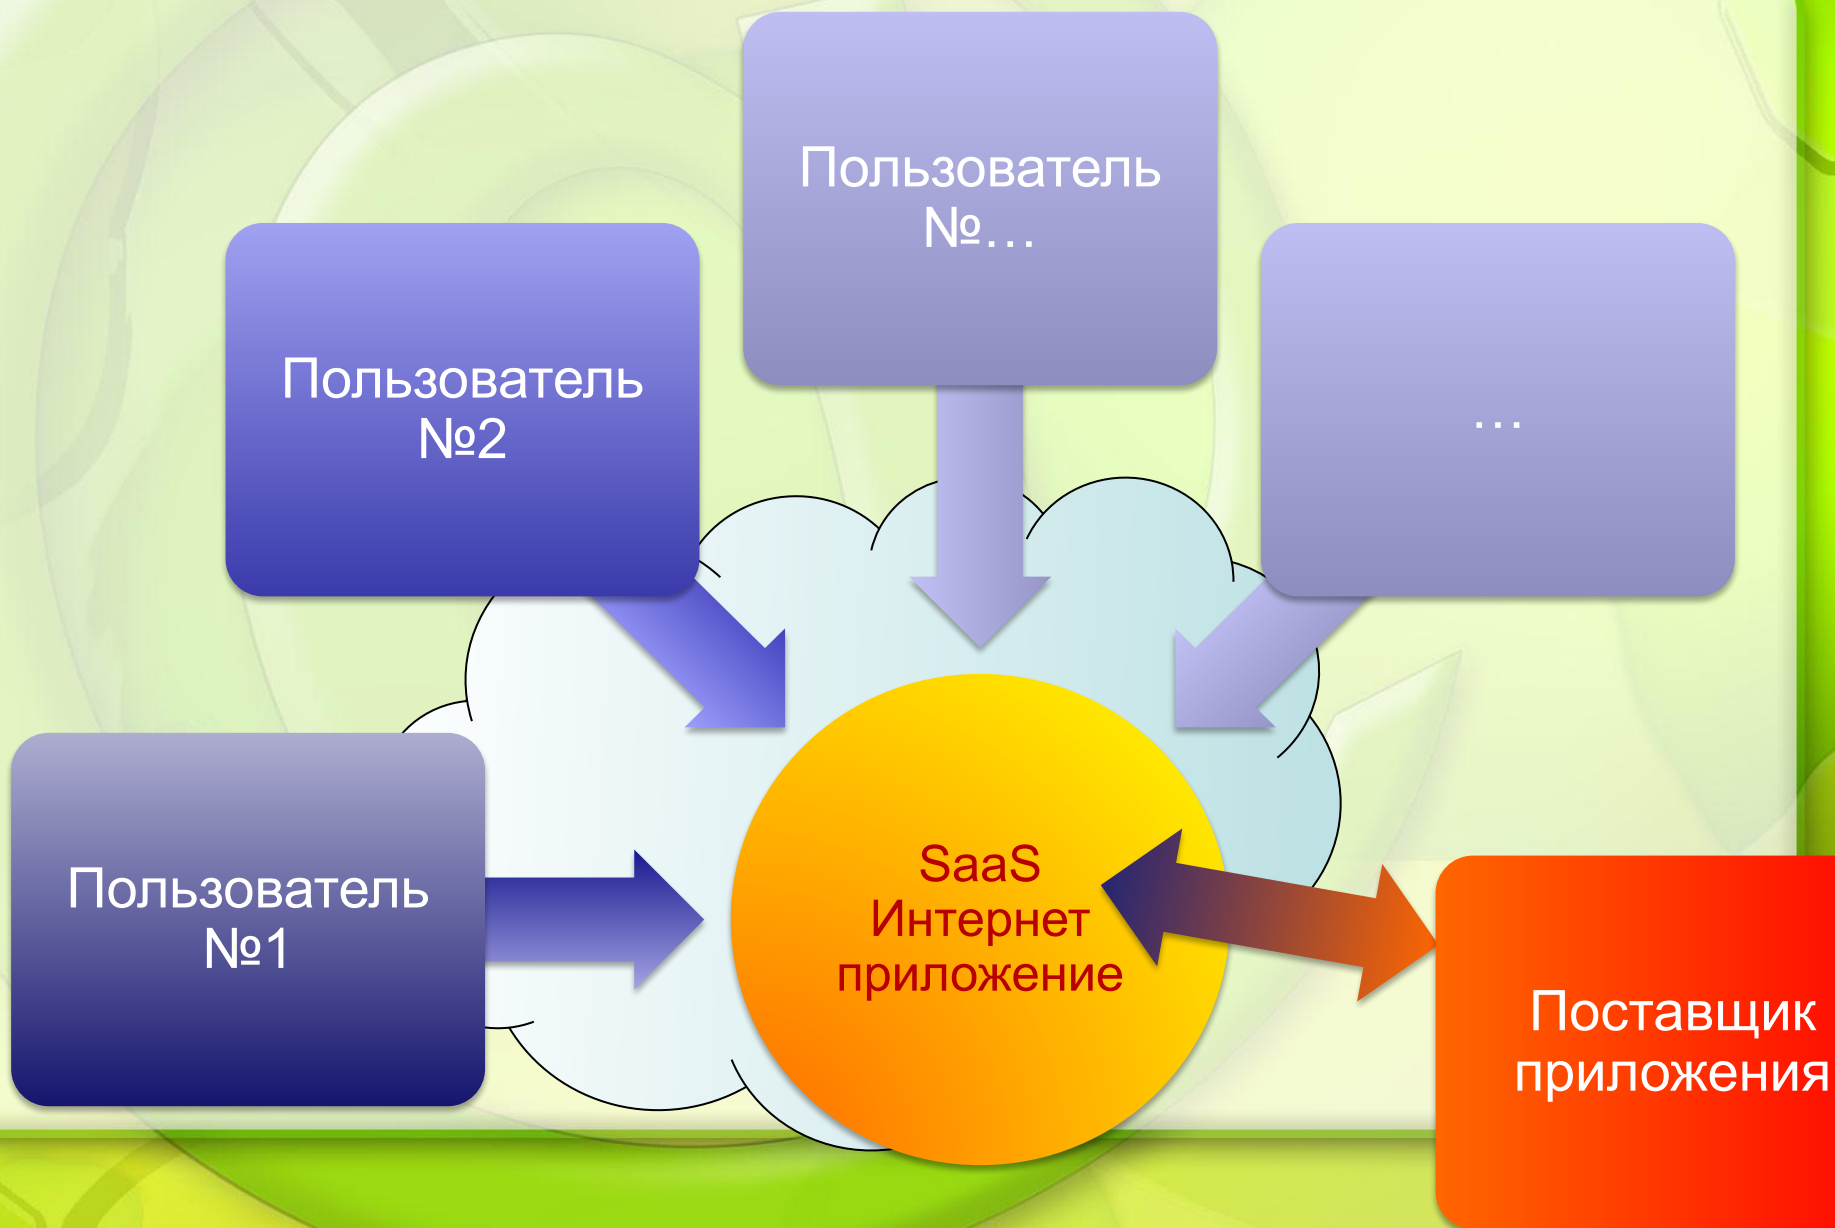 Пользователь
№…
Пользователь
№2
…
Пользователь
№1
SaaS
Интернет
приложение
Поставщик
приложения